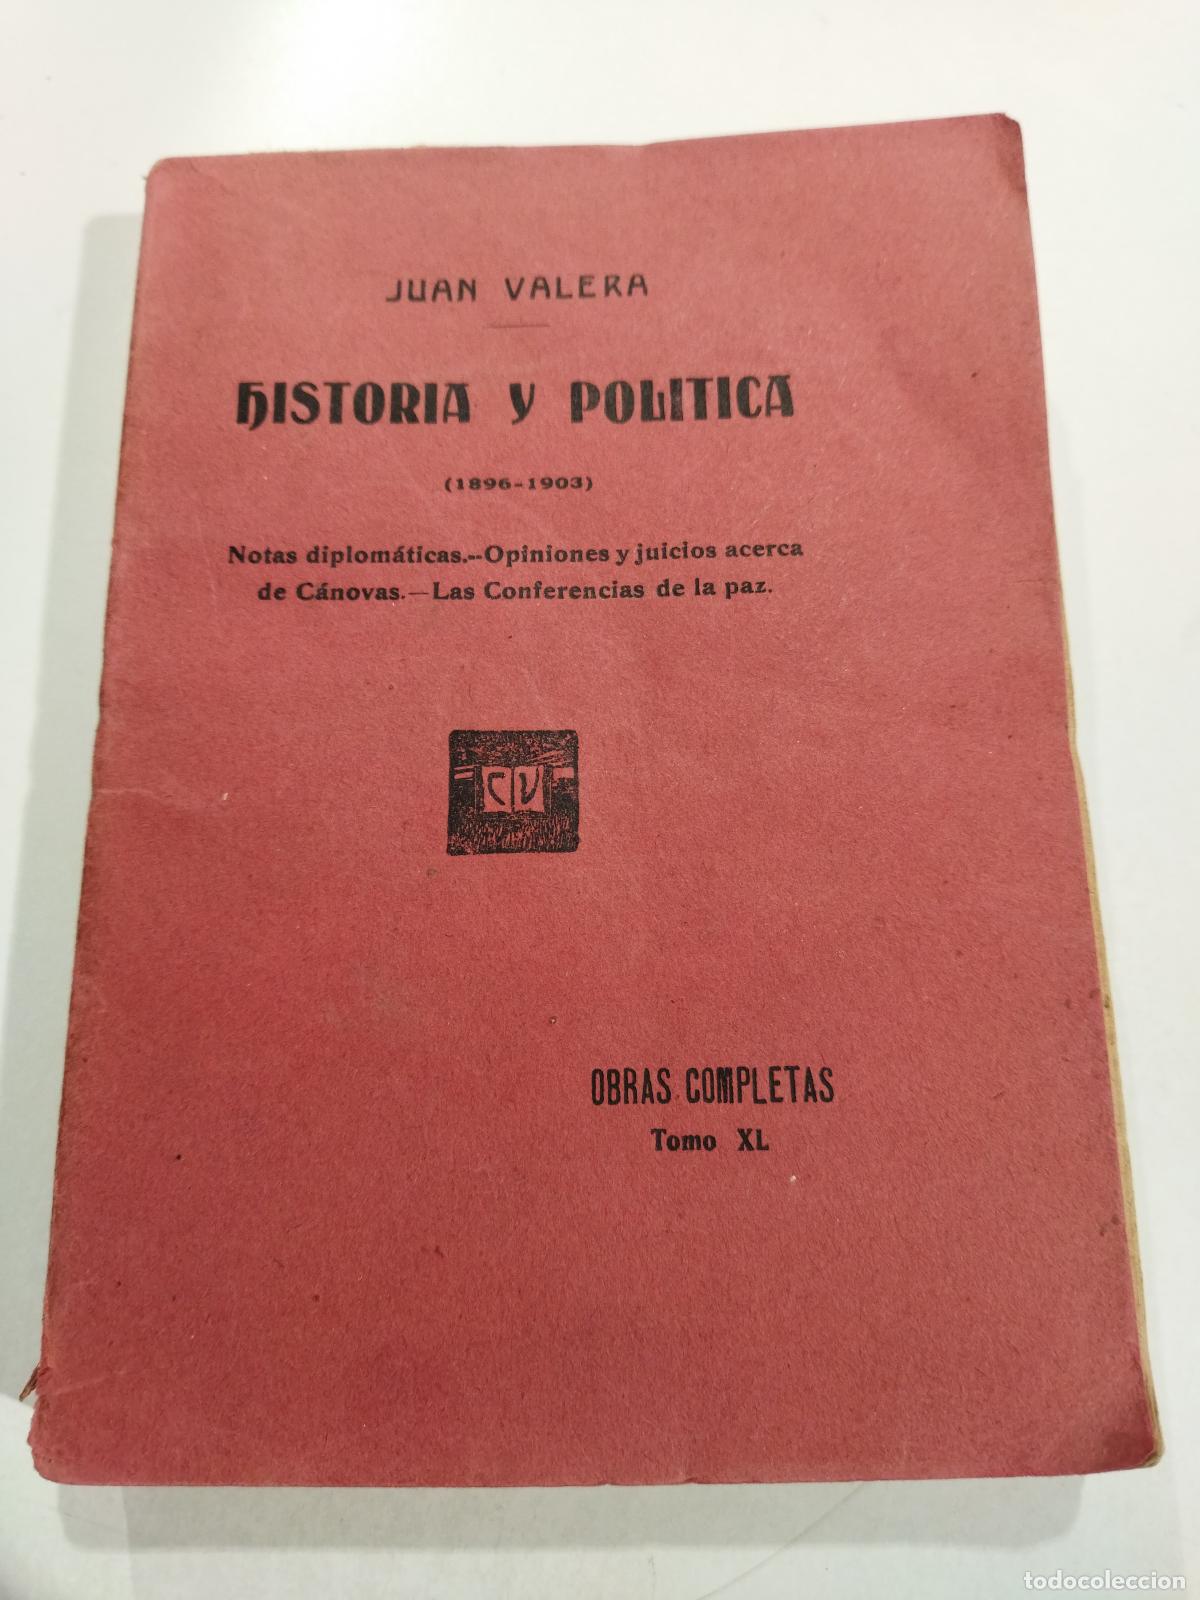 JUAN VALERA
HISTORIA Y POLITICA
(1896-1903)
Notas diplomáticas.--Opiniones y juicios acerca
de Cánovas.—Las Conferencias de la paz.
C V
OBRAS COMPLETAS
Tomo XL
todocoleccion